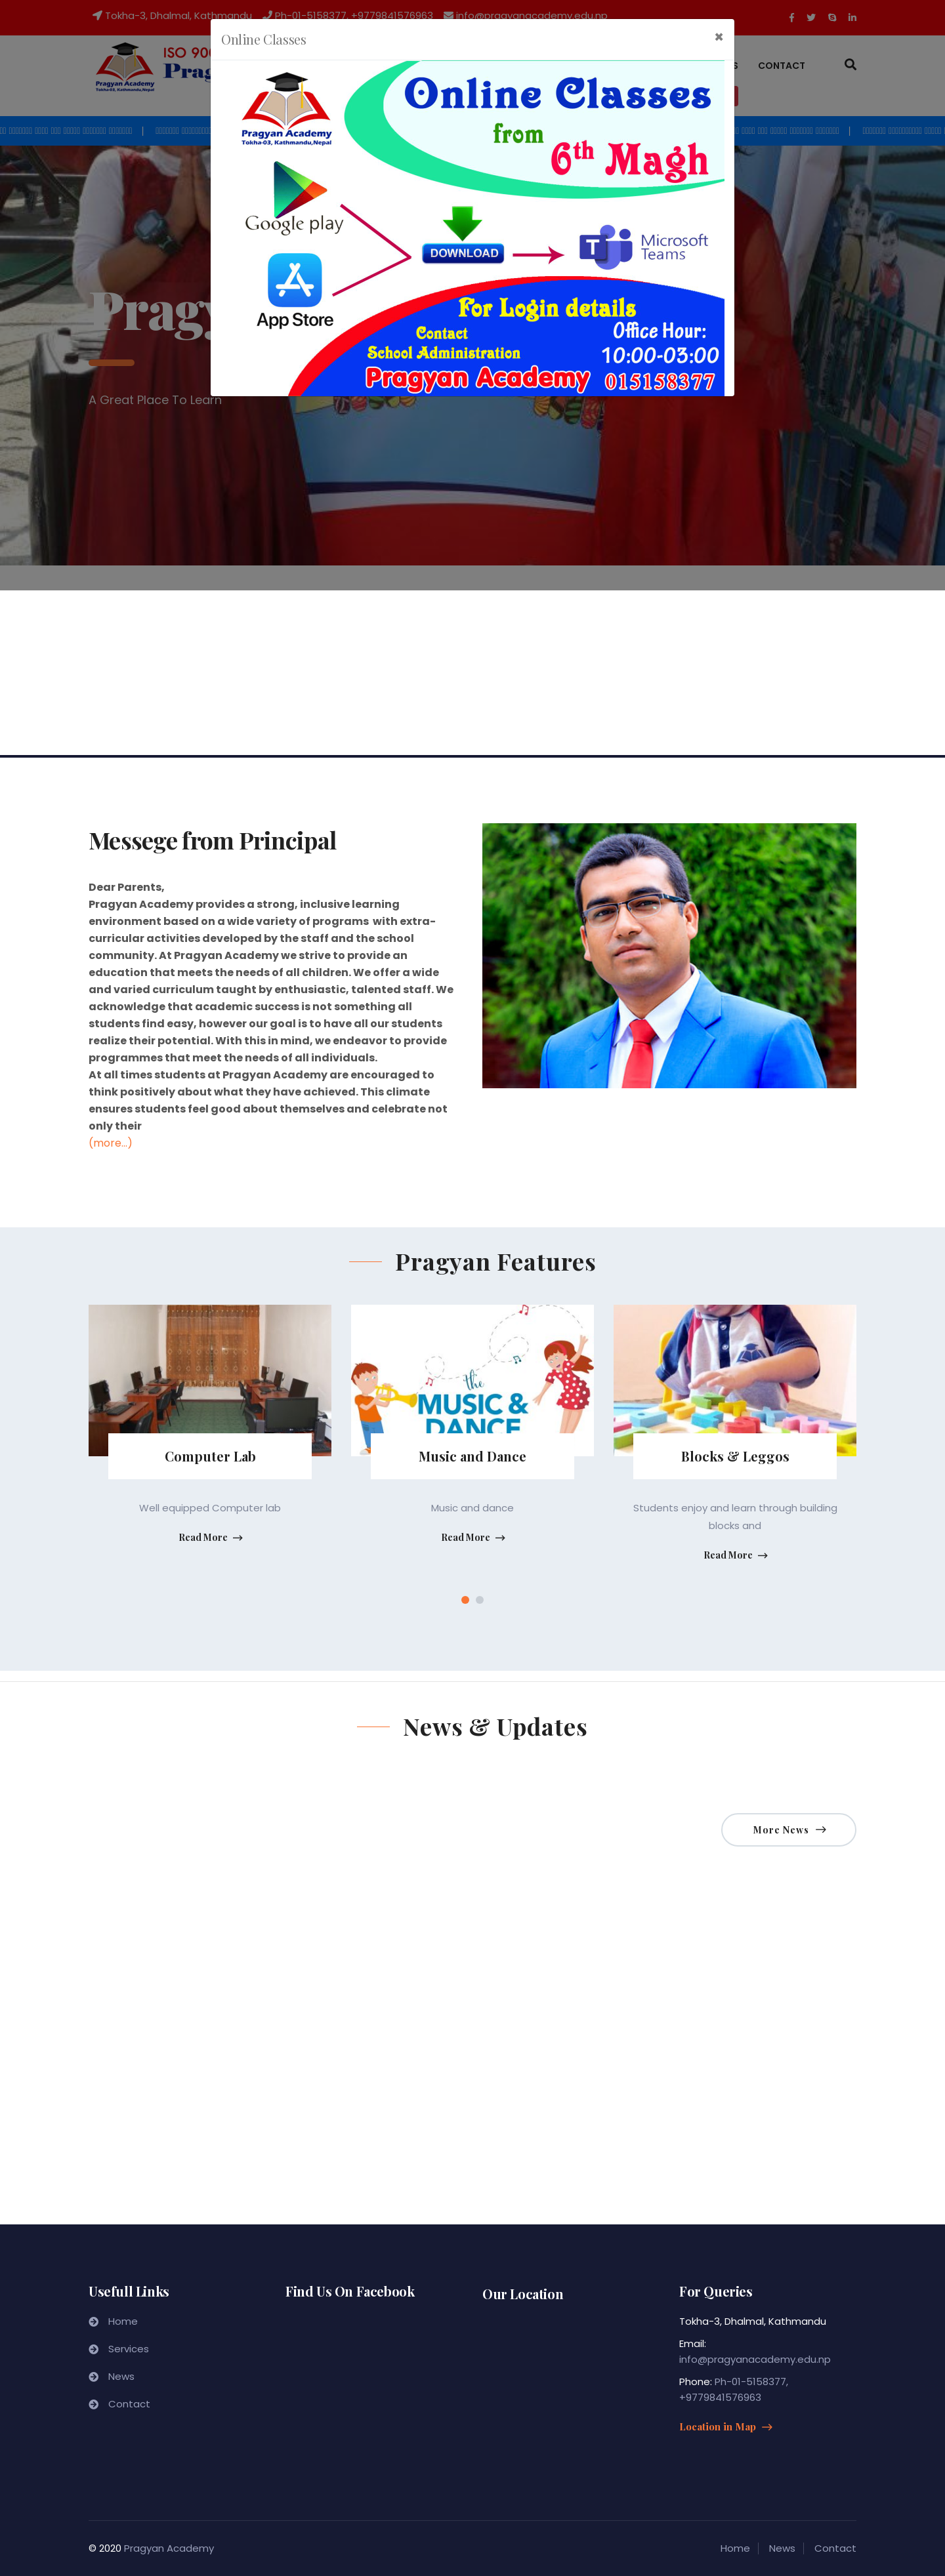 Tokha-3, Dhalmal, Kathmandu Ph-01-5158377, +9779841576963 info@pragyanacademy.edu.np
Pragyan Academy
Tokha-03, Kathmandu, Nepal
ISO 900
CONTACT
Online Classes
×
Pragyan Academy
Tokha-03, Kathmandu, Nepal
Online Classes
from
6th Magh
Google play
DOWNLOAD
Microsoft
Teams
App Store
For Login details
Contact
School Administration
Pragyan Academy
Office Hour:
10:00-03:00
015158377
A Great Place To Learn
Messege from Principal
Dear Parents,
Pragyan Academy provides a strong, inclusive learning
environment based on a wide variety of programs with extra-
curricular activities developed by the staff and the school
community. At Pragyan Academy we strive to provide an
education that meets the needs of all children. We offer a wide
and varied curriculum taught by enthusiastic, talented staff. We
acknowledge that academic success is not something all
students find easy, however our goal is to have all our students
realize their potential. With this in mind, we endeavor to provide
programmes that meet the needs of all individuals.
At all times students at Pragyan Academy are encouraged to
think positively about what they have achieved. This climate
ensures students feel good about themselves and celebrate not
only their
(more...)
Pragyan Features
the
MUSIC &
DANCE
Computer Lab
Music and Dance
Blocks & Leggos
Well equipped Computer lab
Music and dance
Students enjoy and learn through building
blocks and
Read More
Read More
Read More
News & Updates
More News
Usefull Links
Home
Services
News
Contact
Find Us On Facebook
Our Location
For Queries
Tokha-3, Dhalmal, Kathmandu
Email:
info@pragyanacademy.edu.np
Phone: Ph-01-5158377,
+9779841576963
Location in Map
© 2020 Pragyan Academy
Home News Contact